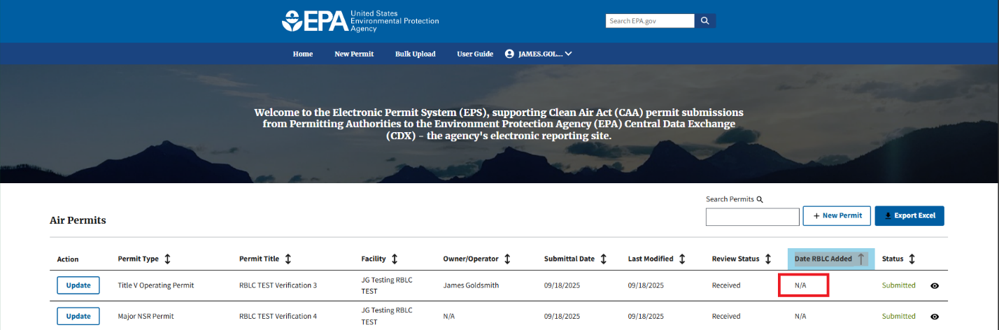 EPA
United States
Environmental Protection
Agency
Search EPA.gov
Home New Permit Bulk Upload User Guide JAMES.GOL...
Welcome to the Electronic Permit System (EPS), supporting Clean Air Act (CAA) permit submissions
from Permitting Authorities to the Environment Protection Agency (EPA) Central Data Exchange
(CDX) – the agency's electronic reporting site.
Search Permits
Air Permits
+ New Permit
Export Excel
Action Permit Type Permit Title Facility Owner/Operator Submittal Date Last Modified Review Status Date RBLC Added Status
Update Title V Operating Permit RBLC TEST Verification 3 JG Testing RBLC James Goldsmith 09/18/2025 09/18/2025 Received N/A Submitted
TEST
Update Major NSR Permit RBLC TEST Verification 4 JG Testing RBLC N/A 09/18/2025 09/18/2025 Received N/A Submitted
TEST